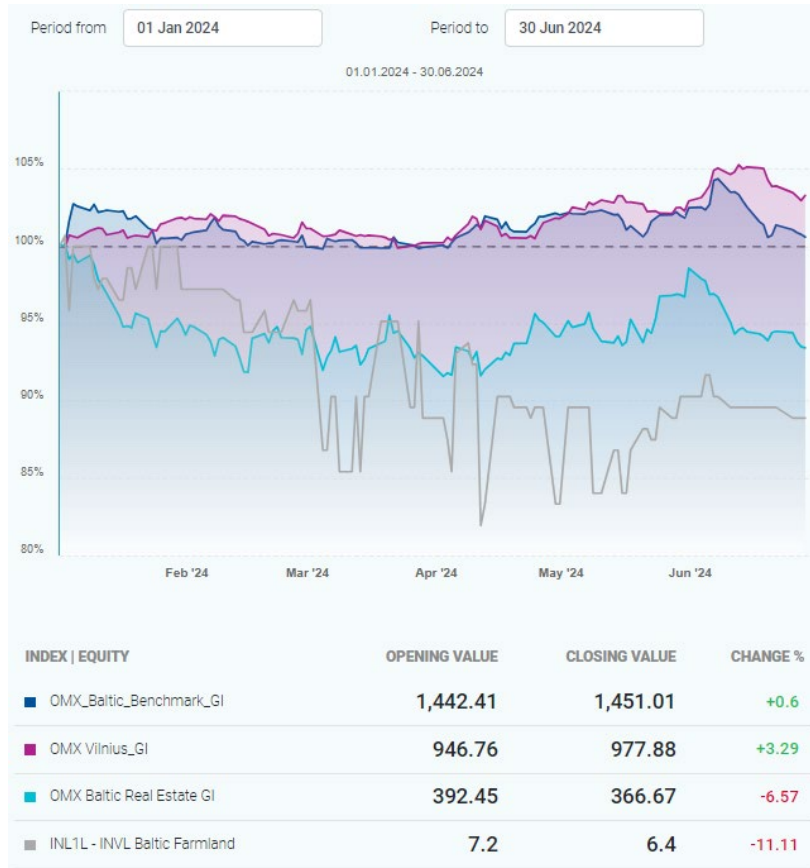 Period from 01 Jan 2024 Period to 30 Jun 2024
01.01.2024 - 30.06.2024
105%
100%
95%
90%
85%
80%
Feb '24 Mar '24 Apr '24 May '24 Jun '24
INDEX | EQUITY OPENING VALUE CLOSING VALUE CHANGE %
OMX_Baltic_Benchmark_GI 1,442.41 1,451.01 +0.6
OMX Vilnius_GI 946.76 977.88 +3.29
OMX Baltic Real Estate GI 392.45 366.67 -6.57
INL1L - INVL Baltic Farmland 7.2 6.4 -11.11